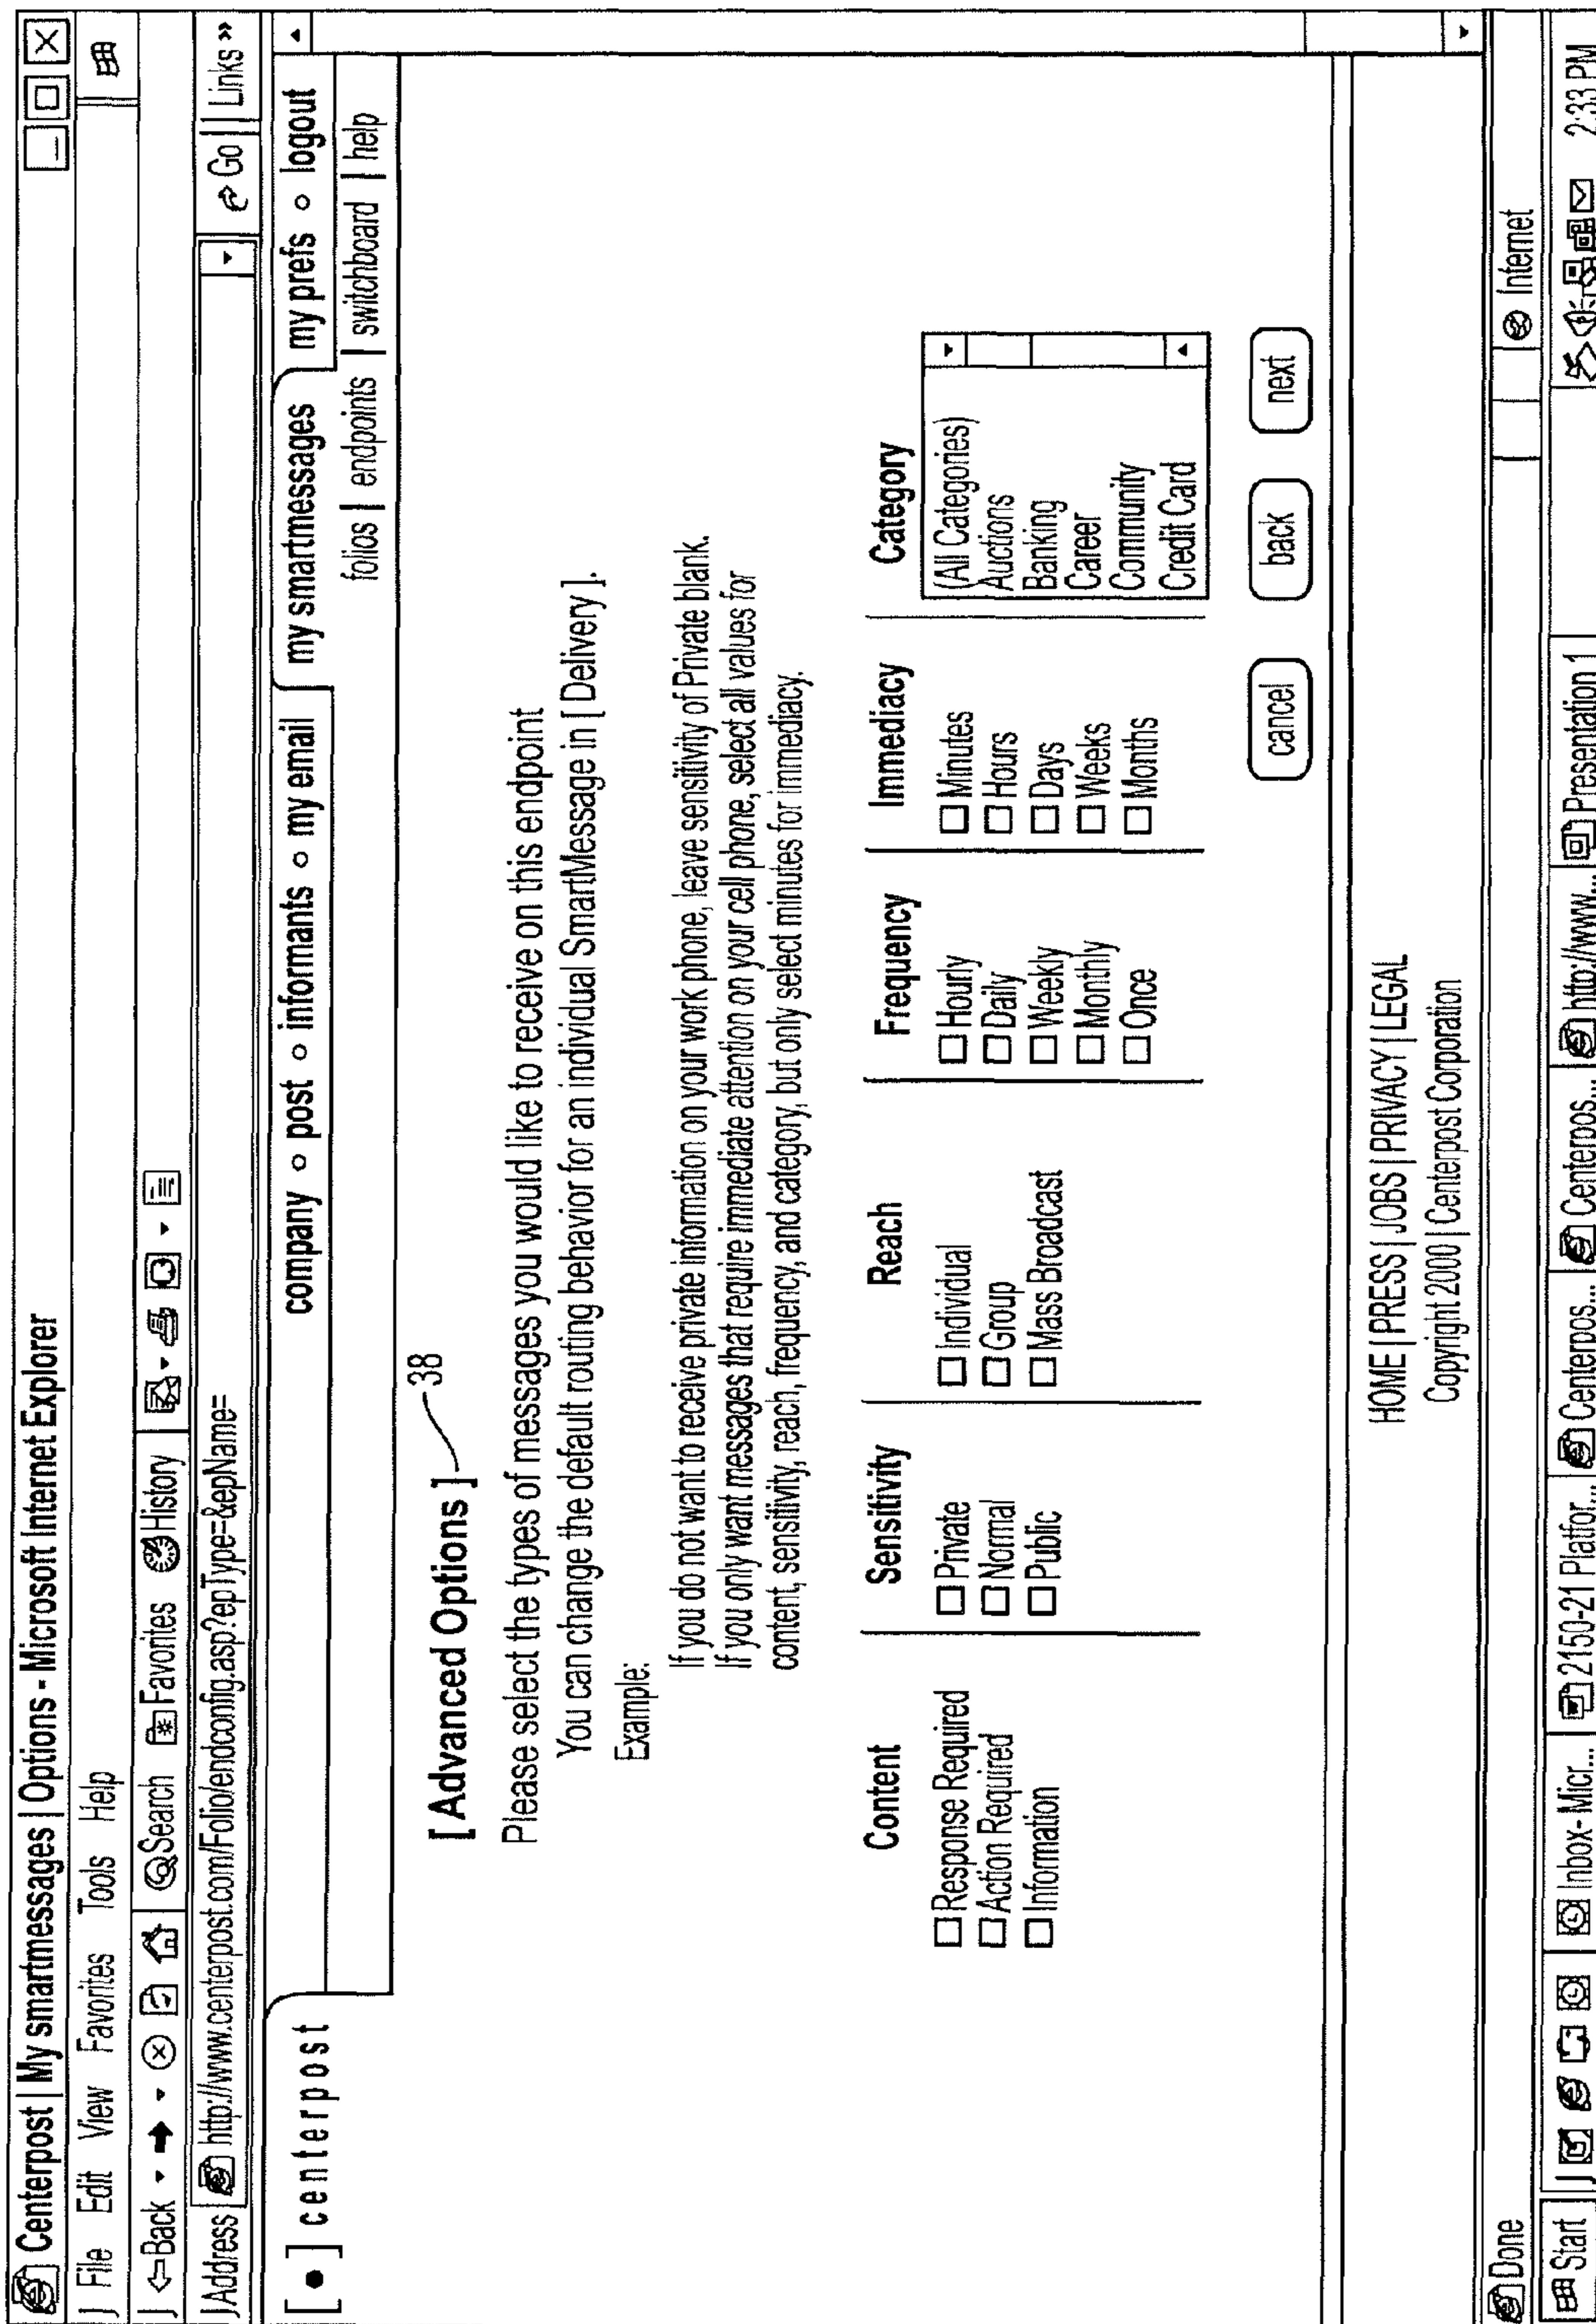 Centerpost | My smartmessages | Options - Microsoft Internet Explorer
File Edit View Favorites Tools Help
Back Search Favorites History
Address http://www.centerpost.com/Folio/endconfig.asp?epType=&epName= Go Links »
[ • ] centerpost company o post o informants o my email my smartmessages my prefs o logout
folios | endpoints | switchboard | help
[ Advanced Options ] 38
Please select the types of messages you would like to receive on this endpoint
You can change the default routing behavior for an individual SmartMessage in [ Delivery ].
Example:
If you do not want to receive private information on your work phone, leave sensitivity of Private blank.
If you only want messages that require immediate attention on your cell phone, select all values for
content, sensitivity, reach, frequency, and category, but only select minutes for immediacy.
Content Sensitivity Reach Frequency Immediacy Category
Response Required Private Individual Hourly Minutes (All Categories)
Action Required Normal Group Daily Hours Auctions
Information Public Mass Broadcast Weekly Days Banking
Monthly Weeks Career
Once Months Community
Credit Card
cancel back next
HOME | PRESS | JOBS | PRIVACY | LEGAL
Copyright 2000 | Centerpost Corporation
Done Internet
Start Inbox- Micr... 2150-21 Platfor... Centerpos... Centerpos... http://www... Presentation 1 2:33 PM